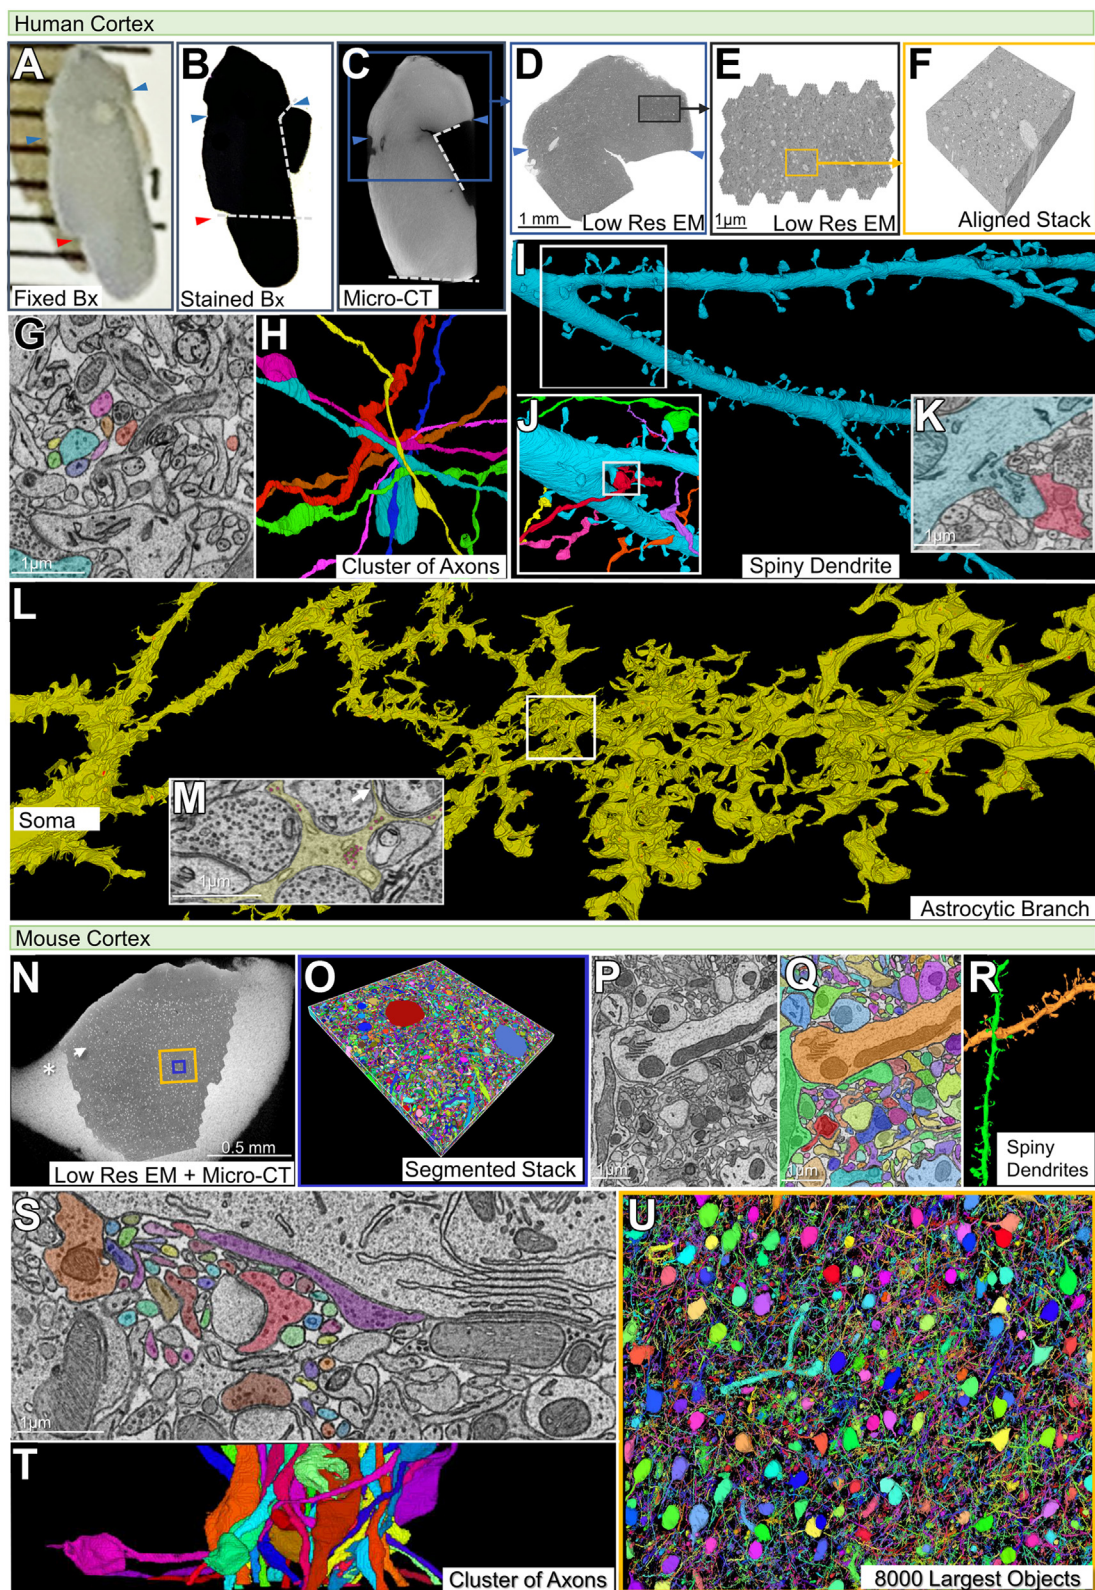 Human Cortex
A
B
C
D
E
F
Fixed Bx
Stained Bx
Micro-CT
1 mm
Low Res EM
1µm
Low Res EM
Aligned Stack
G
H
I
J
K
1µm
Cluster of Axons
Spiny Dendrite
1µm
L
Soma
M
1µm
Astrocytic Branch
Mouse Cortex
N
O
P
Q
R
*
0.5 mm
Low Res EM + Micro-CT
Segmented Stack
1µm
1µm
Spiny
Dendrites
S
1µm
T
Cluster of Axons
U
8000 Largest Objects